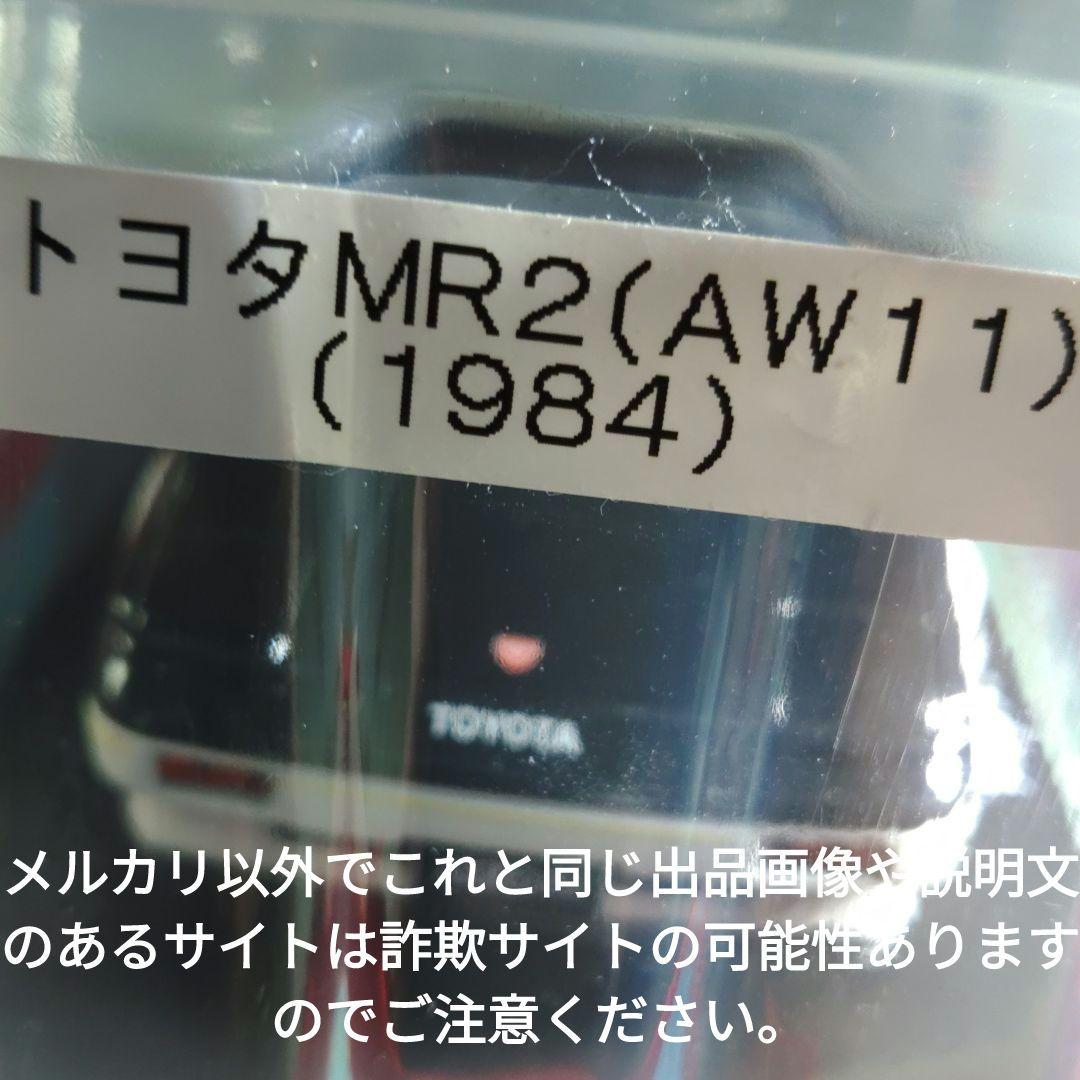 トヨタMR2(AW11)
(1984)
TOYOTA
メルカリ以外でこれと同じ出品画像や説明文
のあるサイトは詐欺サイトの可能性あります
のでご注意ください。